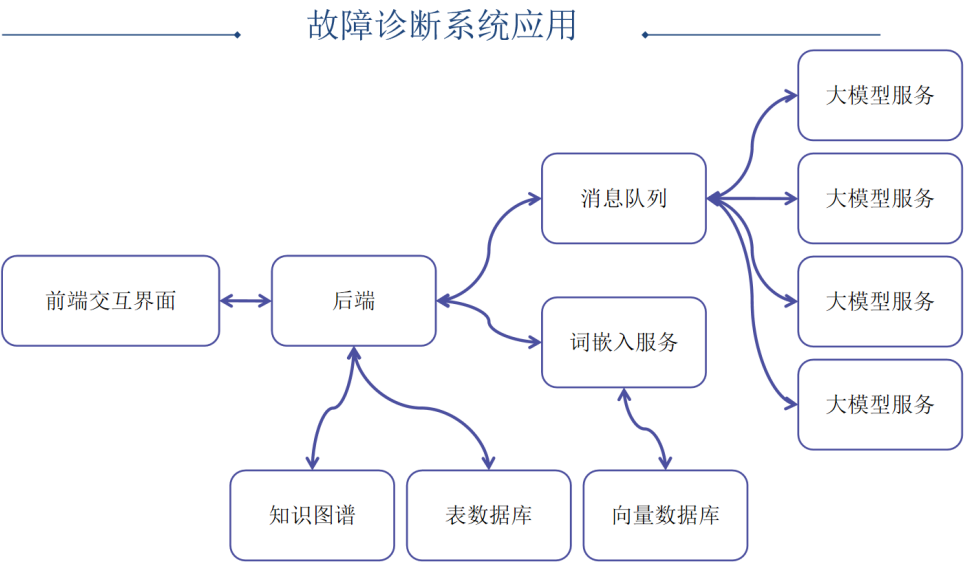 故障诊断系统应用
大模型服务
消息队列
大模型服务
前端交互界面
后端
大模型服务
词嵌入服务
大模型服务
知识图谱
表数据库
向量数据库